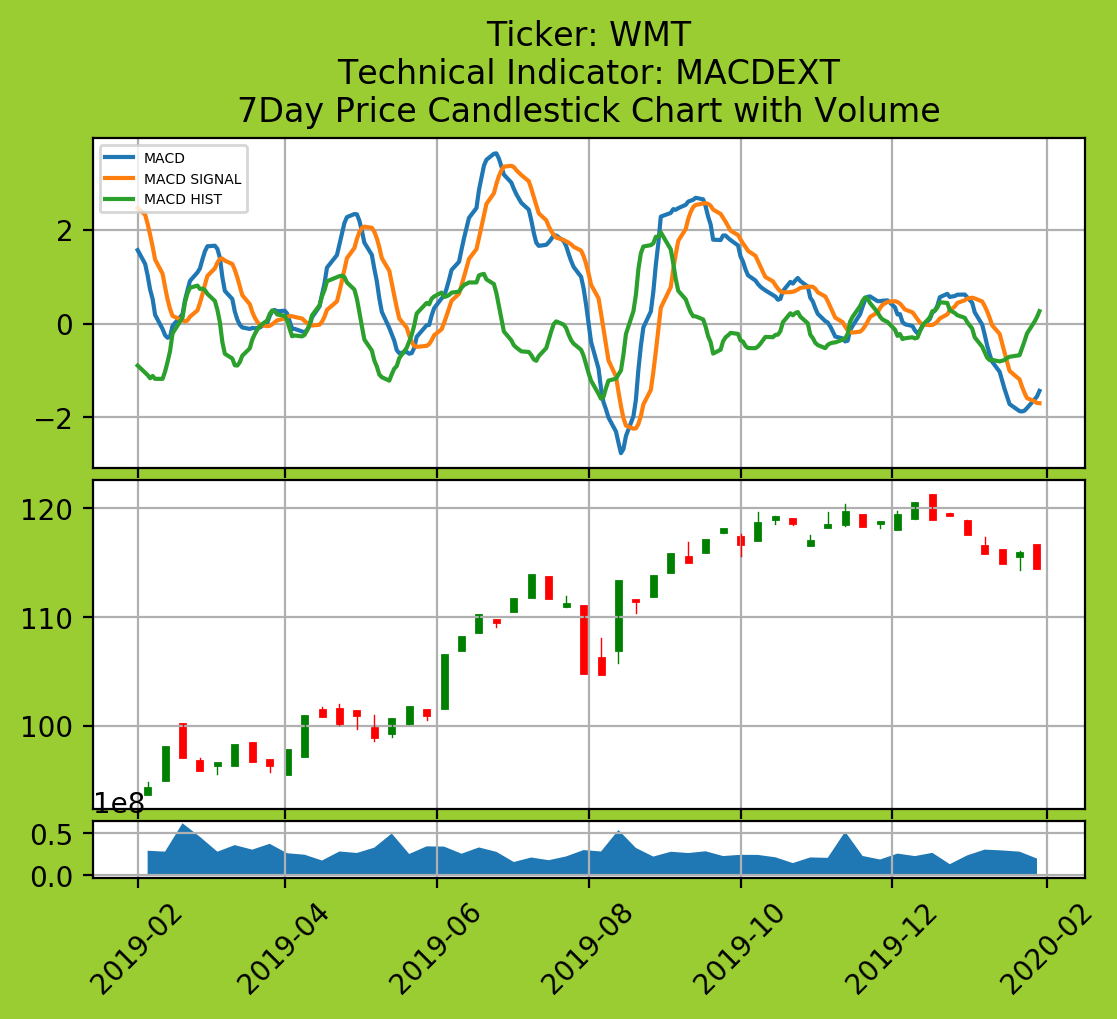 Ticker: WMT
Technical Indicator: MACDEXT
7Day Price Candlestick Chart with Volume
MACD
MACD SIGNAL
MACD HIST
2
0
−2
120
110
100
1e8
0.5
0.0
2019-02
2019-04
2019-06
2019-08
2019-10
2019-12
2020-02